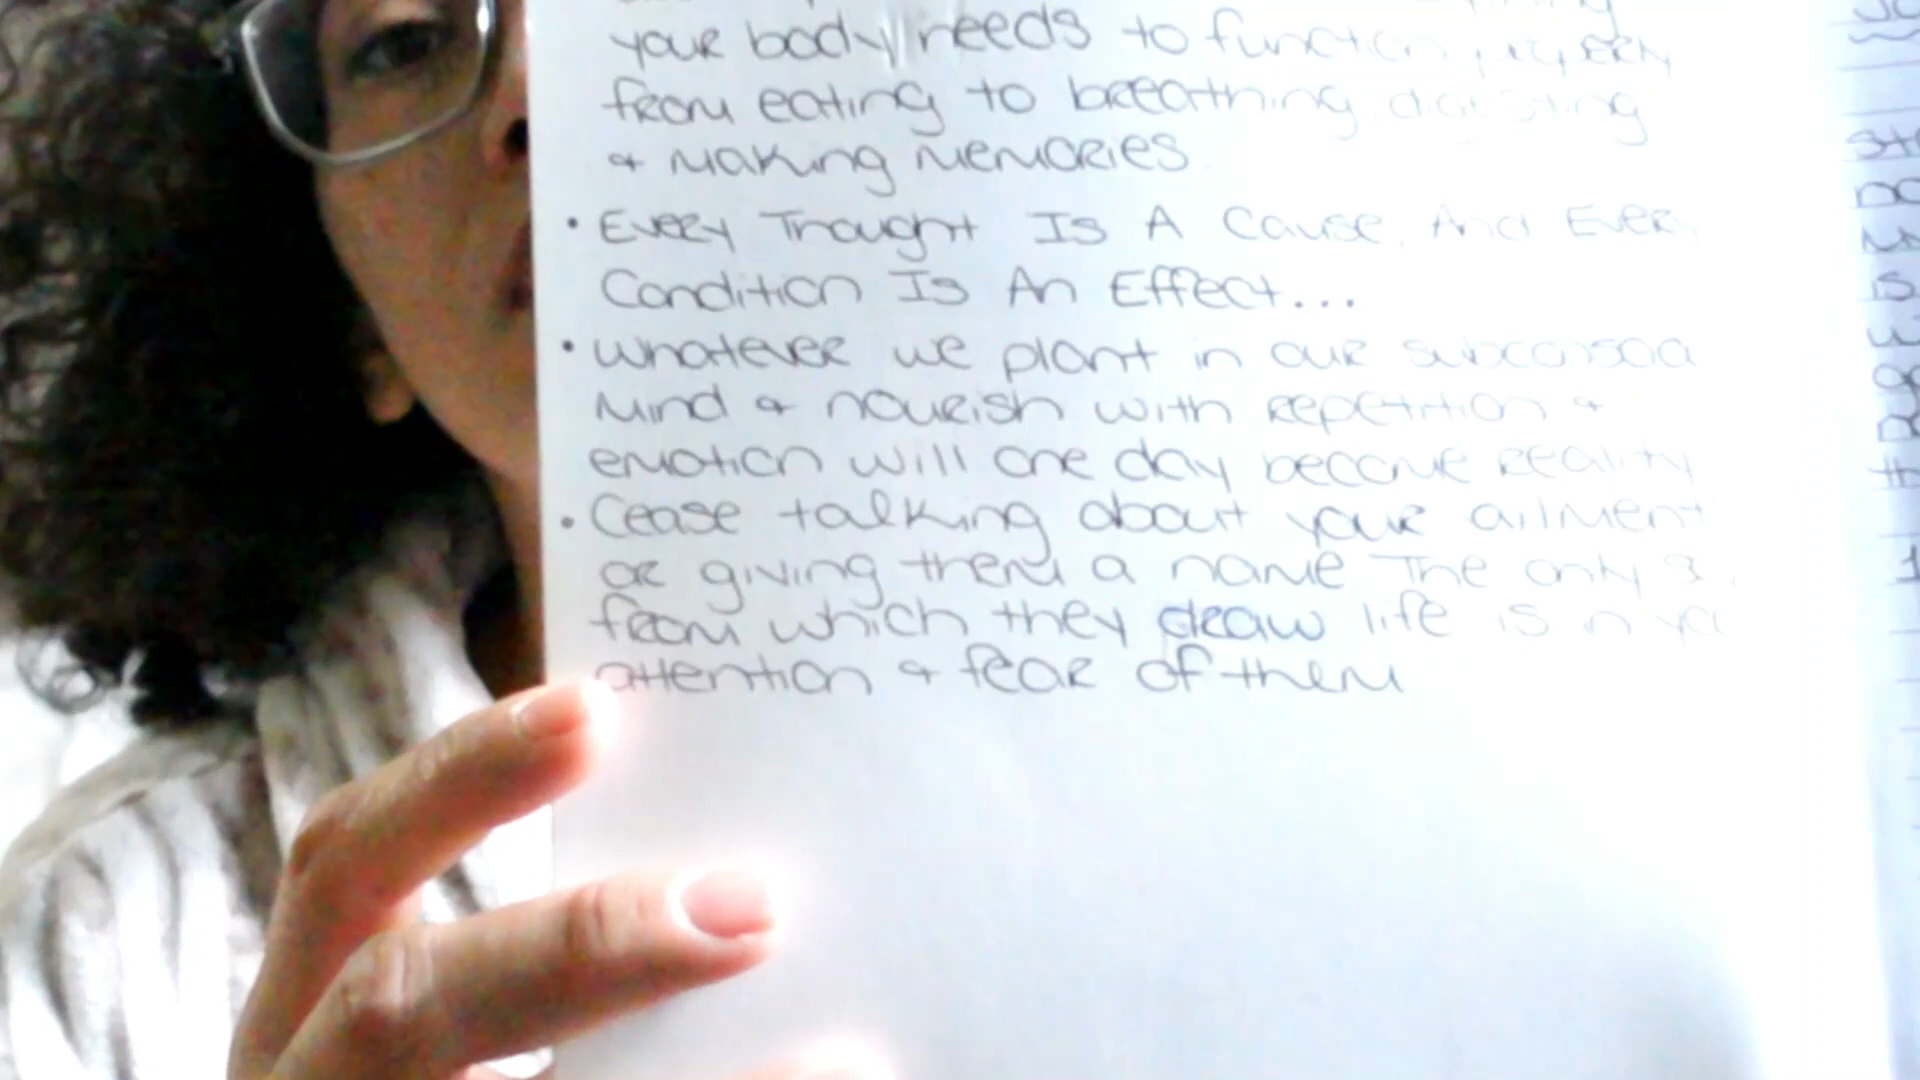 your body needs to function
from eating to breathing digesting
& making memories
• Every Thought Is A Cause, And Every
Condition Is An Effect...
• whatever we plant in our
mind & nourish with repetition &
emotion will one day become reality
• Cease talking about your ailment
or giving them a name The only
from which they draw life is in
attention & fear of them